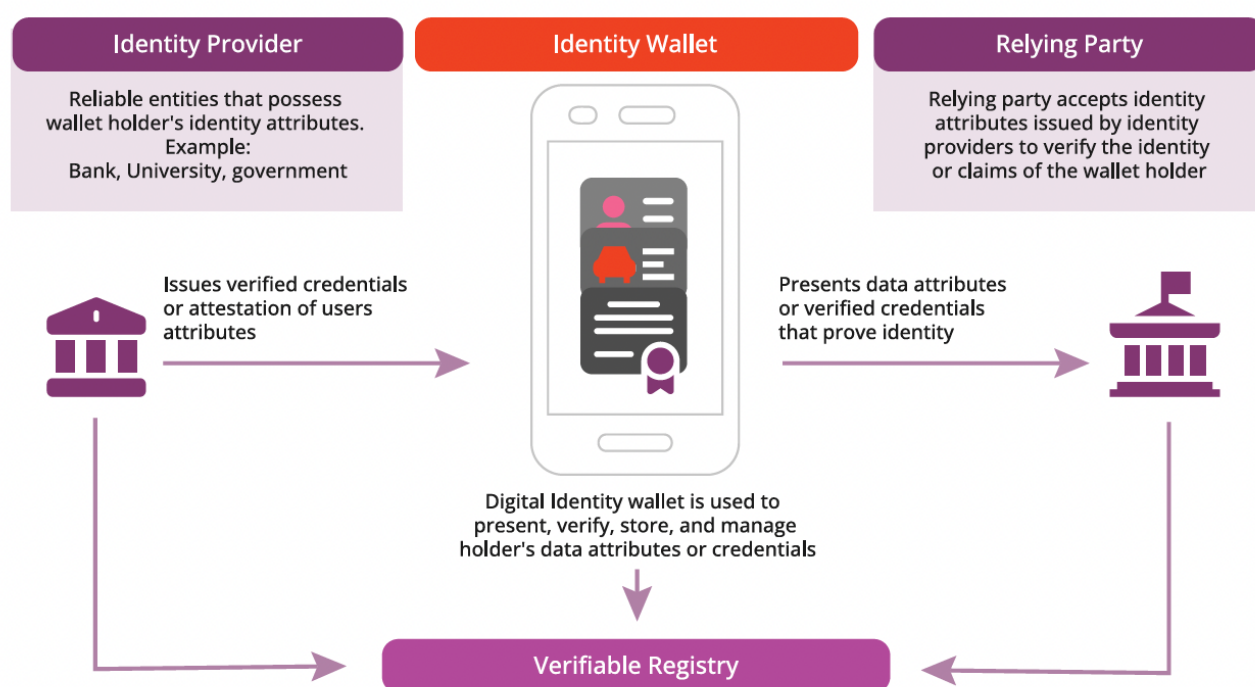 Identity Provider
Reliable entities that possess
wallet holder's identity attributes.
Example:
Bank, University, government
Identity Wallet
Relying Party
Relying party accepts identity
attributes issued by identity
providers to verify the identity
or claims of the wallet holder
Issues verified credentials
or attestation of users
attributes
Presents data attributes
or verified credentials
that prove identity
Digital Identity wallet is used to
present, verify, store, and manage
holder's data attributes or credentials
Verifiable Registry